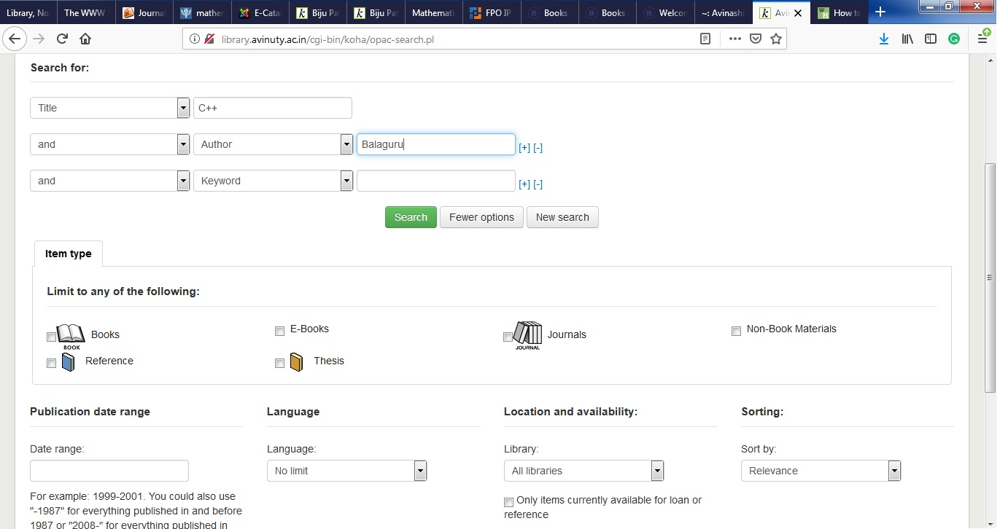 Library, No
The WWW
Journal
mather
E-Cata
Biju Pa
Biju Pat
Mathemati
FPO IP
Books
Books
Welcon
~: Avinashi
Avi
How to
library.avinuty.ac.in/cgi-bin/koha/opac-search.pl
Search for:
Title C++
and Author Balaguru [+] [-]
and Keyword [+] [-]
Search Fewer options New search
Item type
Limit to any of the following:
BOOK Books E-Books JOURNAL Journals Non-Book Materials
Reference Thesis
Publication date range Language Location and availability: Sorting:
Date range: Language: Library: Sort by:
No limit All libraries Relevance
For example: 1999-2001. You could also use
"-1987" for everything published in and before
1987 or "2008-" for everything published in
Only items currently available for loan or
reference